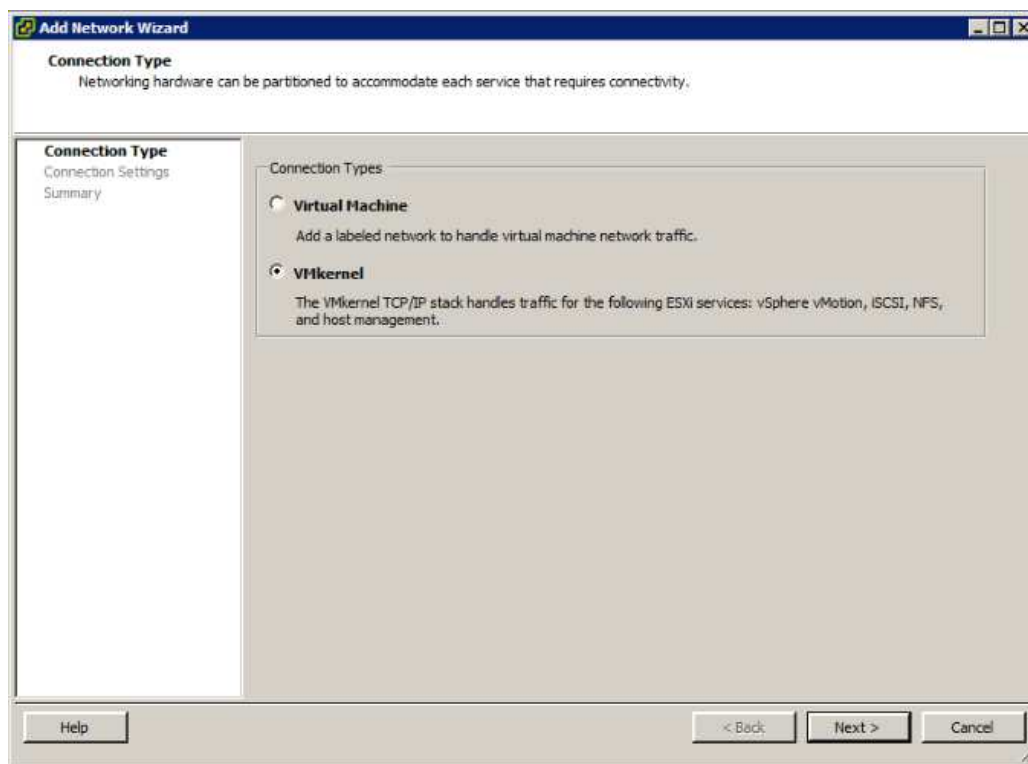 Add Network Wizard
Connection Type
Networking hardware can be partitioned to accommodate each service that requires connectivity.
Connection Type
Connection Settings
Summary
Connection Types
Virtual Machine
Add a labeled network to handle virtual machine network traffic.
VMkernel
The VMkernel TCP/IP stack handles traffic for the following ESXi services: vSphere vMotion, iSCSI, NFS,
and host management.
Help
< Back
Next >
Cancel